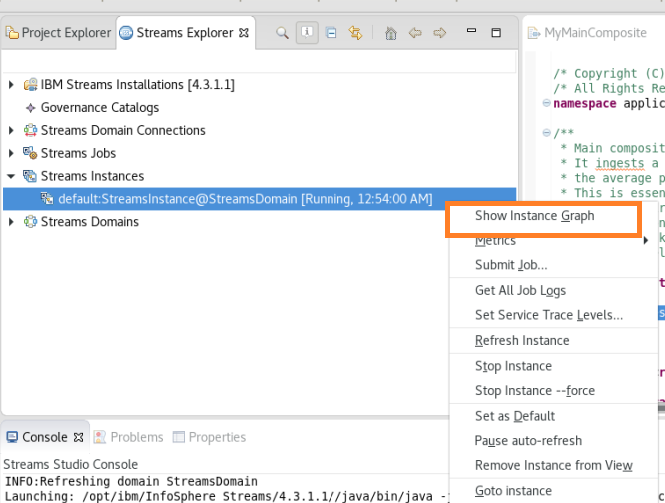 Project Explorer
Streams Explorer
IBM Streams Installations [4.3.1.1]
Governance Catalogs
Streams Domain Connections
Streams Jobs
Streams Instances
default:StreamsInstance@StreamsDomain [Running, 12:54:00 AM]
Streams Domains
MyMainComposite
/* Copyright (C)
/* All Rights Re
namespace applic
/**
* Main composit
* It ingests a
* the average p
* This is essen
Show Instance Graph
Metrics
Submit Job...
Get All Job Logs
Set Service Trace Levels...
Refresh Instance
Stop Instance
Stop Instance --force
Set as Default
Pause auto-refresh
Remove Instance from View
Goto instance
Console
Problems
Properties
Streams Studio Console
INFO:Refreshing domain StreamsDomain
Launching: /opt/ibm/InfoSphere Streams/4.3.1.1//java/bin/java -